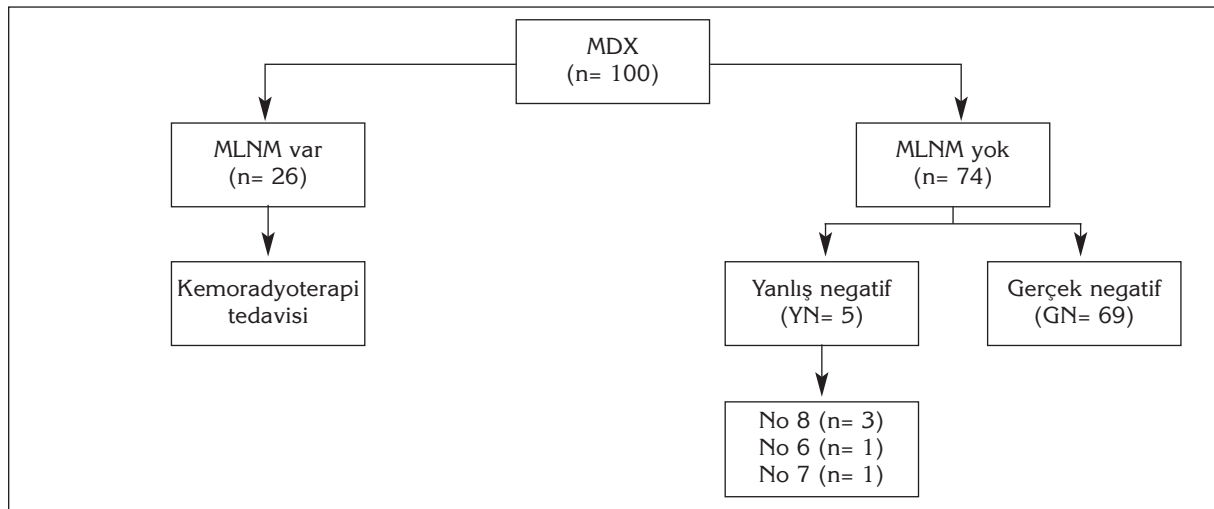 MDX
(n= 100)
MLNM var
(n= 26)
MLNM yok
(n= 74)
Kemoradyoterapi
tedavisi
Yanlış negatif
(YN= 5)
Gerçek negatif
(GN= 69)
No 8 (n= 3)
No 6 (n= 1)
No 7 (n= 1)